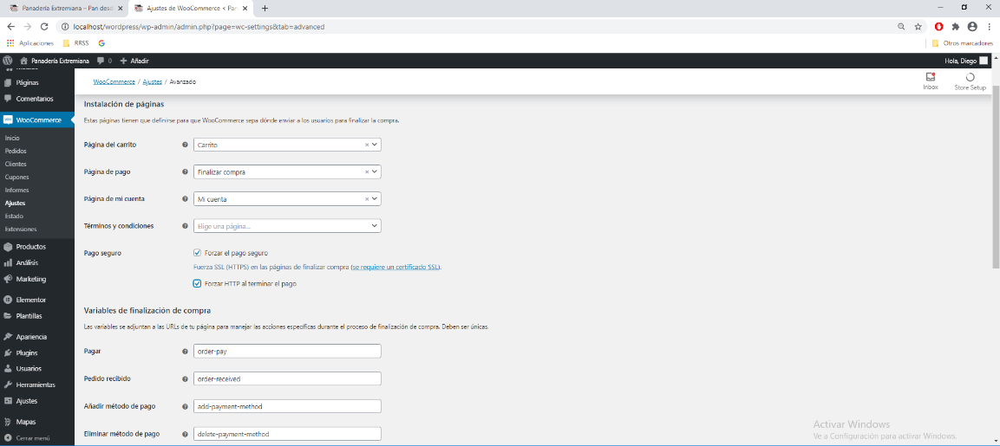 Panadería Extremvana – Pan desd
Ajustes de WooCommerce < Pan
localhost/wordpress/wp-admin/admin.php?page=wc-settings&tab=advanced
Aplicaciones
RRSS
Otros marcadores
Panadería Extremiana
0
Añadir
Hola, Diego
Páginas
Comentarios
WooCommerce
Inicio
Pedidos
Clientes
Cupones
Informes
Ajustes
Estado
Extensiones
Productos
Análisis
Marketing
Elementor
Plantillas
Apariencia
Plugins
Usuarios
Herramientas
Ajustes
Mapas
Cerrar menú
WooCommerce / Ajustes / Avanzado
Inbox
Store Setup
Instalación de páginas
Estas páginas tienen que definirse para que WooCommerce sepa dónde enviar a los usuarios para finalizar la compra.
Página del carrito
Carrito
Página de pago
Finalizar compra
Página de mi cuenta
Mi cuenta
Términos y condiciones
Elige una página...
Pago seguro
Forzar el pago seguro
Fuerza SSL (HTTPS) en las páginas de finalizar compra (se requiere un certificado SSL).
Forzar HTTP al terminar el pago
Variables de finalización de compra
Las variables se adjuntan a las URLs de tu página para manejar las acciones específicas durante el proceso de finalización de compra. Deben ser únicas.
Pagar
order-pay
Pedido recibido
order-received
Añadir método de pago
add-payment-method
Eliminar método de pago
delete-payment-method
Activar Windows
Ve a Configuración para activar Windows.